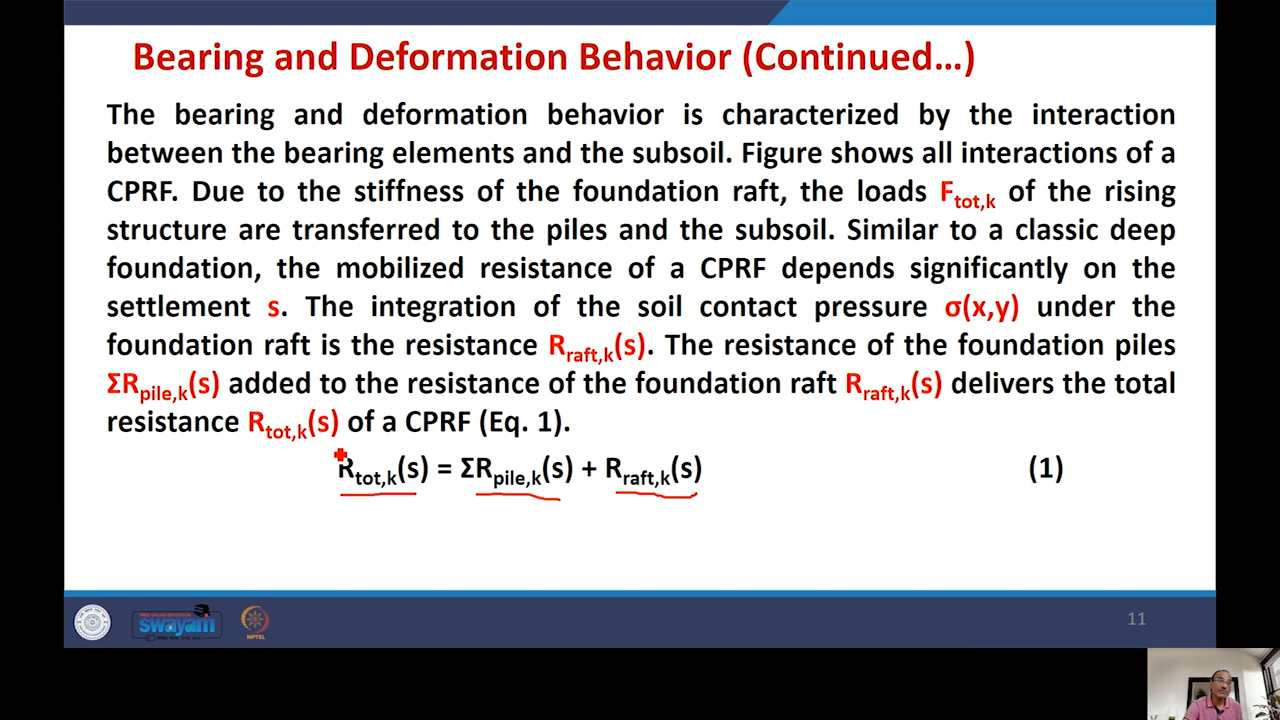 Bearing and Deformation Behavior (Continued…)
The bearing and deformation behavior is characterized by the interaction
between the bearing elements and the subsoil. Figure shows all interactions of a
CPRF. Due to the stiffness of the foundation raft, the loads Ftot,k of the rising
structure are transferred to the piles and the subsoil. Similar to a classic deep
foundation, the mobilized resistance of a CPRF depends significantly on the
settlement s. The integration of the soil contact pressure σ(x,y) under the
foundation raft is the resistance Rraft,k(s). The resistance of the foundation piles
ΣRpile,k(s) added to the resistance of the foundation raft Rraft,k(s) delivers the total
resistance Rtot,k(s) of a CPRF (Eq. 1).
Rtot,k(s) = ΣRpile,k(s) + Rraft,k(s) (1)
swayam
NPTEL
11